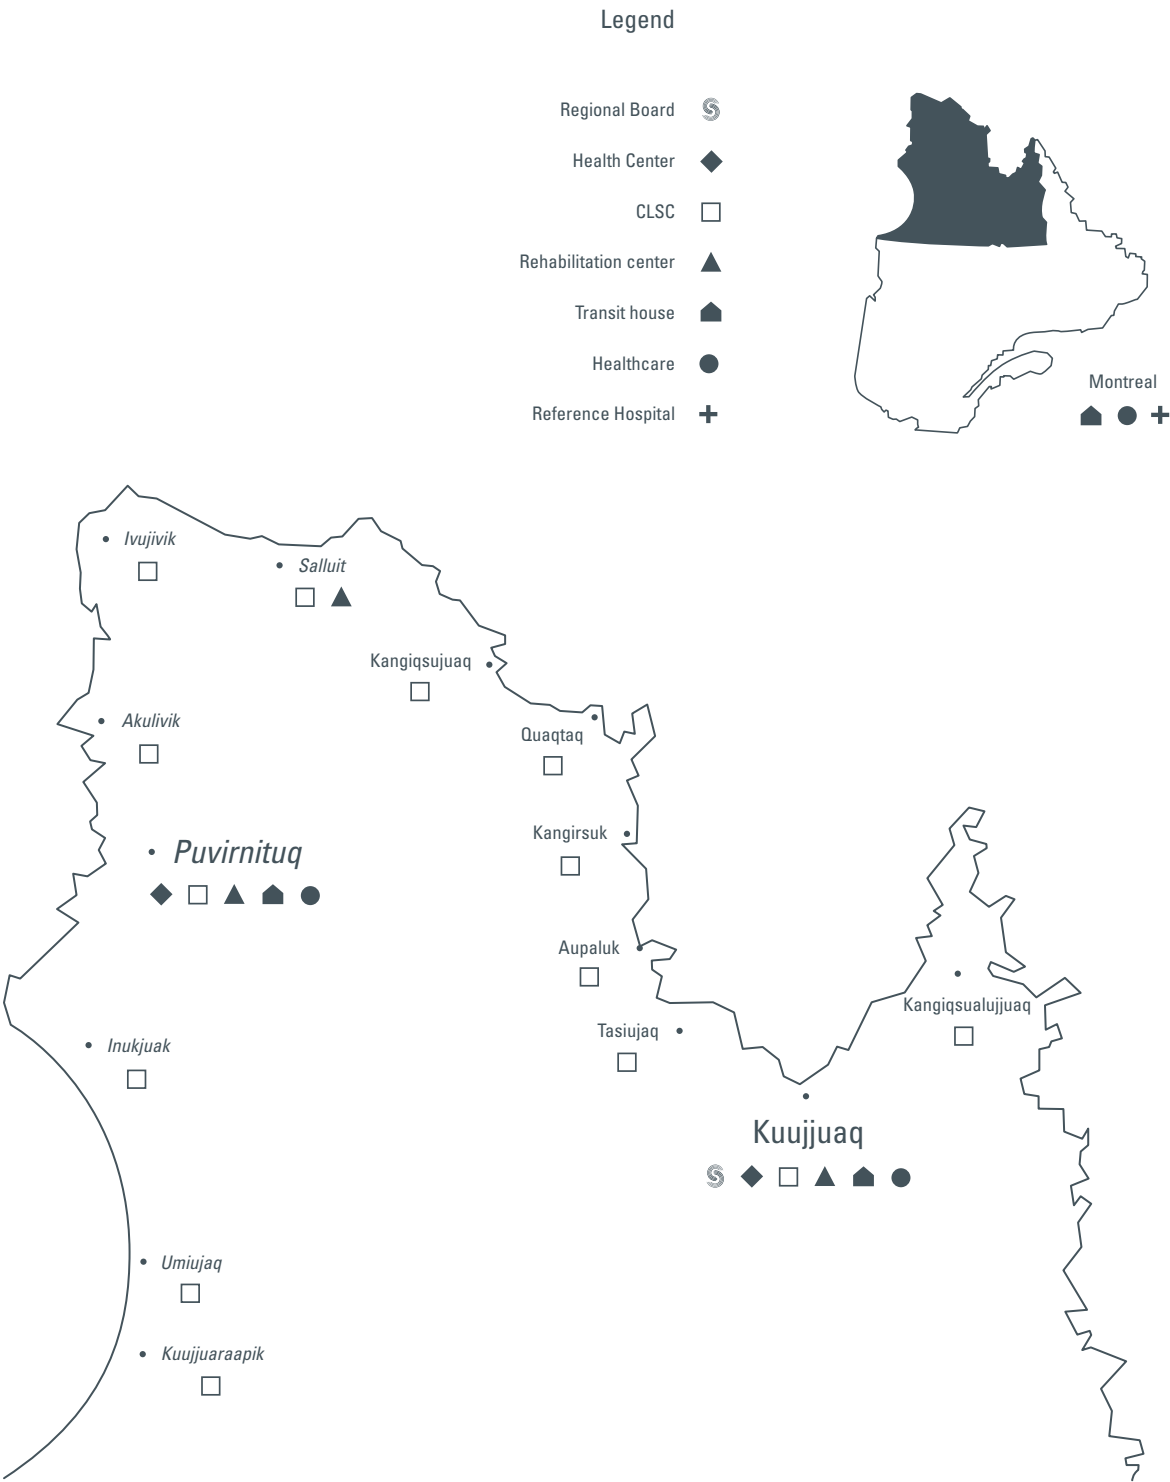 Legend
Regional Board
Health Center
CLSC
Rehabilitation center
Transit house
Healthcare
Reference Hospital
Montreal
Ivujivik
Salluit
Kangiqsujuaq
Akulivik
Quaqtaq
Kangirsuk
Puvirnituq
Aupaluk
Kangiqsualujjuaq
Tasiujaq
Inukjuak
Kuujjuaq
Umiujaq
Kuujjuaraapik